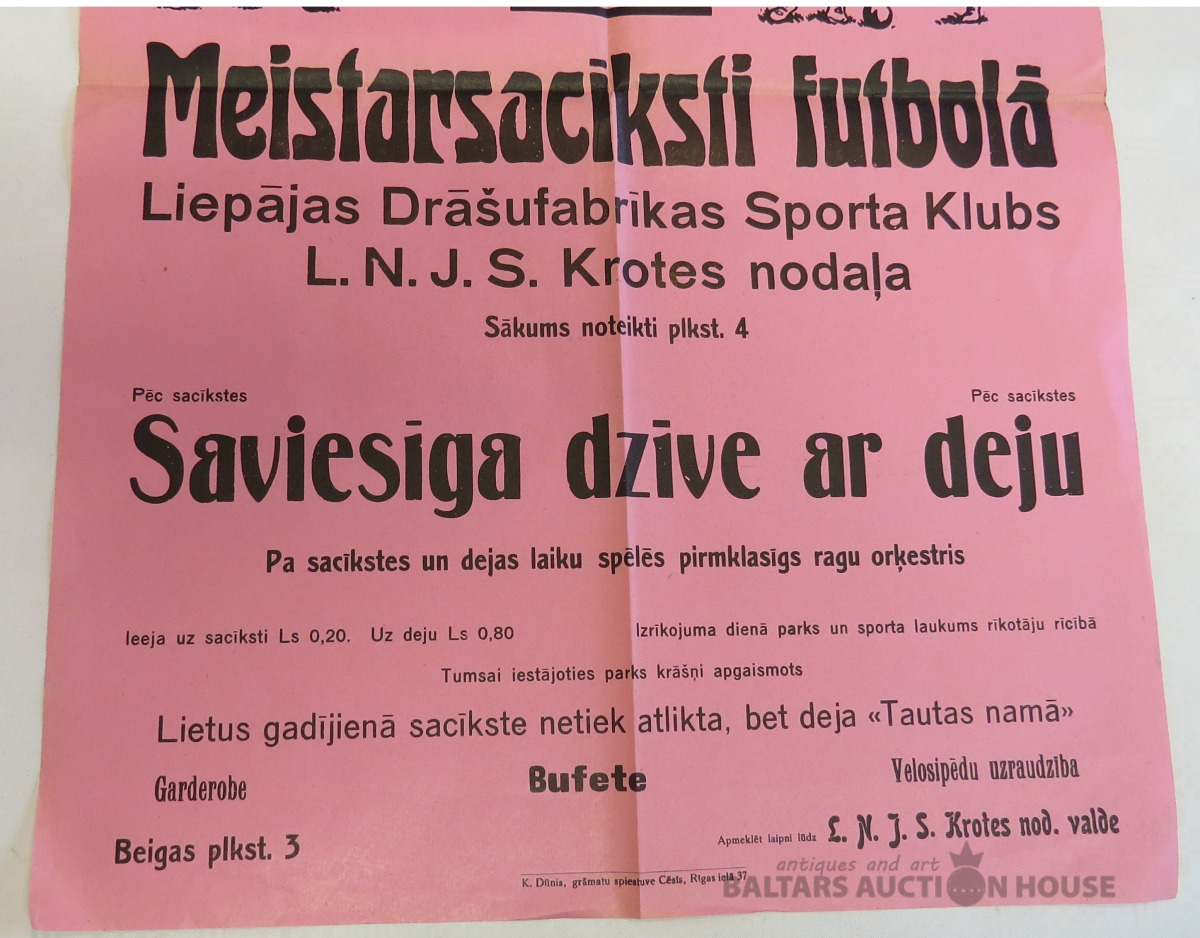 Meistarsacīksti futbolā
Liepājas Drāšufabrīkas Sporta Klubs
L. N. J. S. Krotes nodaļa
Sākums noteikti plkst. 4
Pēc sacīkstes Pēc sacīkstes
Saviesīga dzīve ar deju
Pa sacīkstes un dejas laiku spēlēs pirmklasīgs ragu orķestris
Ieeja uz sacīksti Ls 0,20. Uz deju Ls 0,80 Izrīkojuma dienā parks un sporta laukums rīkotāju rīcībā
Tumsai iestājoties parks krāšņi apgaismots
Lietus gadījienā sacīkste netiek atlikta, bet deja «Tautas namā»
Garderobe Bufete Velosipēdu uzraudzība
Beigas plkst. 3 Apmeklēt laipni lūdz L. N. J. S. Krotes nod. valde
K. Dūnis, grāmatu spiestuve Cēsīs, Rīgas ielā 37
antiques and art
BALTARS AUCTION HOUSE